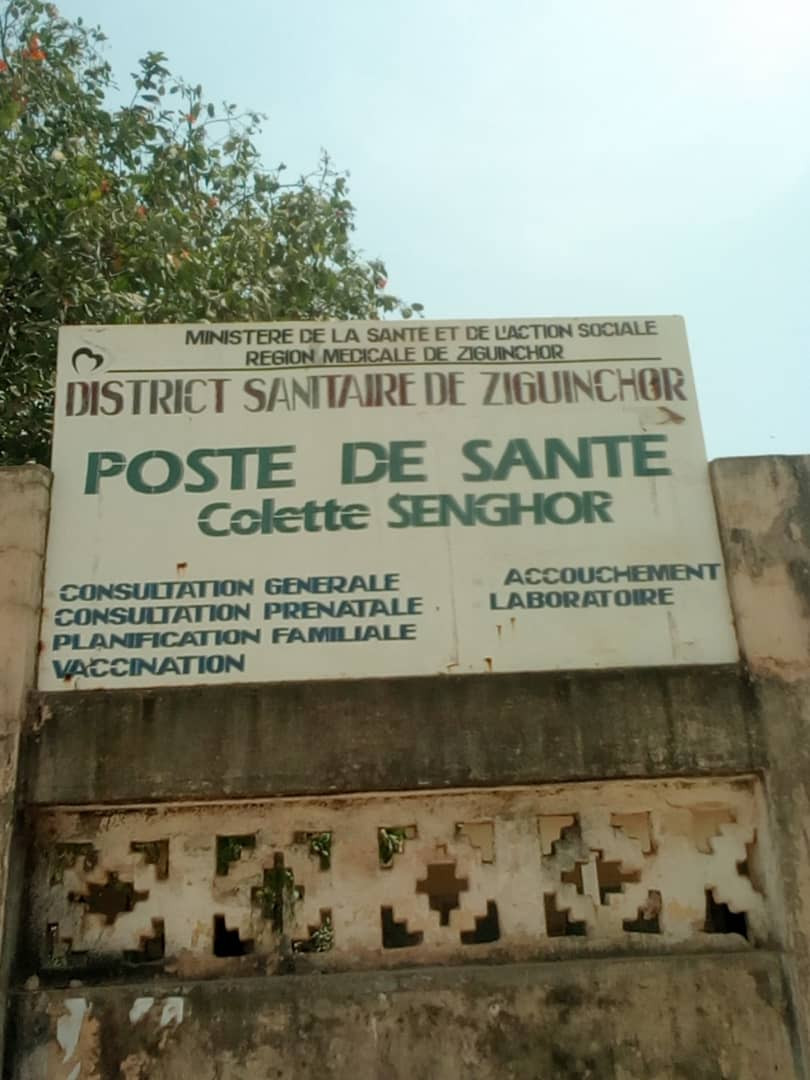 MINISTERE DE LA SANTE ET DE L'ACTION SOCIALE
REGION MEDICALE DE ZIGUINCHOR
DISTRICT SANITAIRE DE ZIGUINCHOR
POSTE DE SANTE
Colette SENGHOR
CONSULTATION GENERALE
CONSULTATION PRENATALE
PLANIFICATION FAMILIALE
VACCINATION
ACCOUCHEMENT
LABORATOIRE